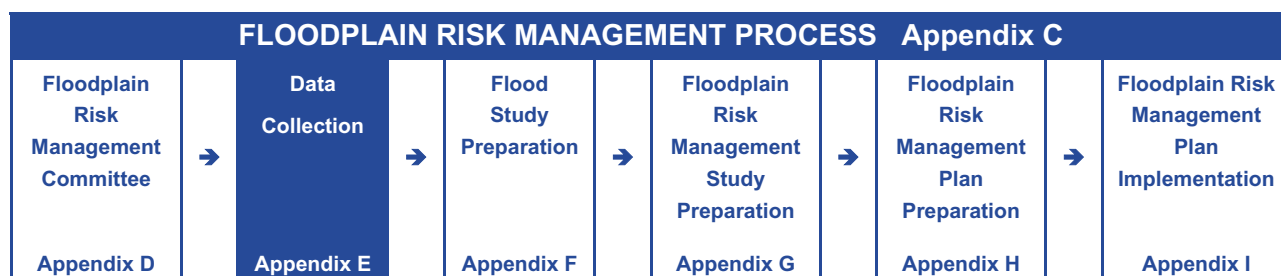 FLOODPLAIN RISK MANAGEMENT PROCESS Appendix C
Floodplain
Risk
Management
Committee
Appendix D
➔
Data
Collection
Appendix E
➔
Flood
Study
Preparation
Appendix F
➔
Floodplain
Risk
Management
Study
Preparation
Appendix G
➔
Floodplain
Risk
Management
Plan
Preparation
Appendix H
➔
Floodplain Risk
Management
Plan
Implementation
Appendix I